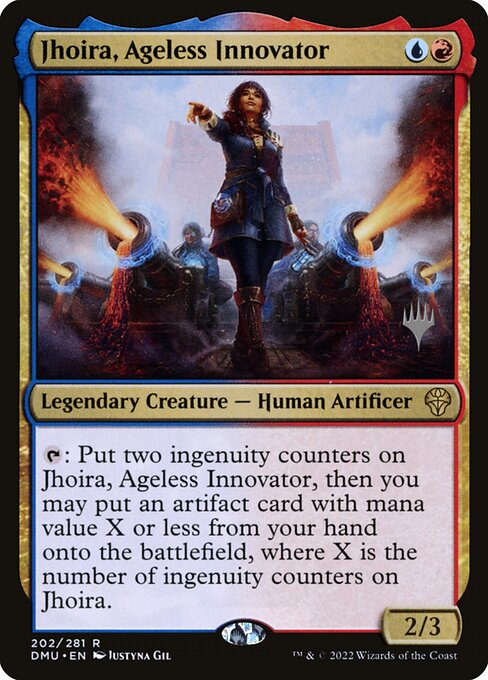 Jhoira, Ageless Innovator
Legendary Creature — Human Artificer
: Put two ingenuity counters on
Jhoira, Ageless Innovator, then you
may put an artifact card with mana
value X or less from your hand
onto the battlefield, where X is the
number of ingenuity counters on
Jhoira.
2/3
202/281 R
DMU • EN Justyna Gil
™ & © 2022 Wizards of the Coast